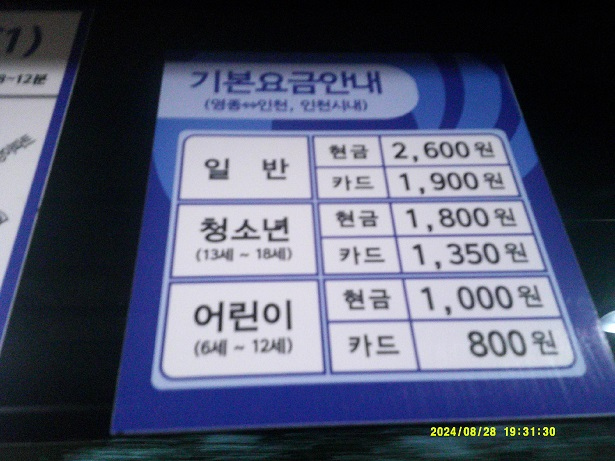 1)
~12분
기본요금안내
(영종↔인천, 인천시내)
일 반
현금 2,600원
카드 1,900원
청소년
(13세 ~ 18세)
현금 1,800원
카드 1,350원
어린이
(6세 ~ 12세)
현금 1,000원
카드 800원
2024/08/28 19:31:30